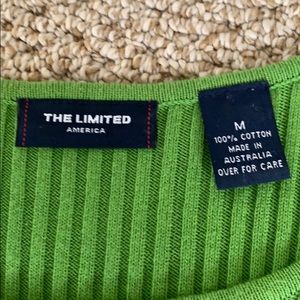 THE LIMITED
AMERICA
M
100% COTTON
MADE IN
AUSTRALIA
OVER FOR CARE